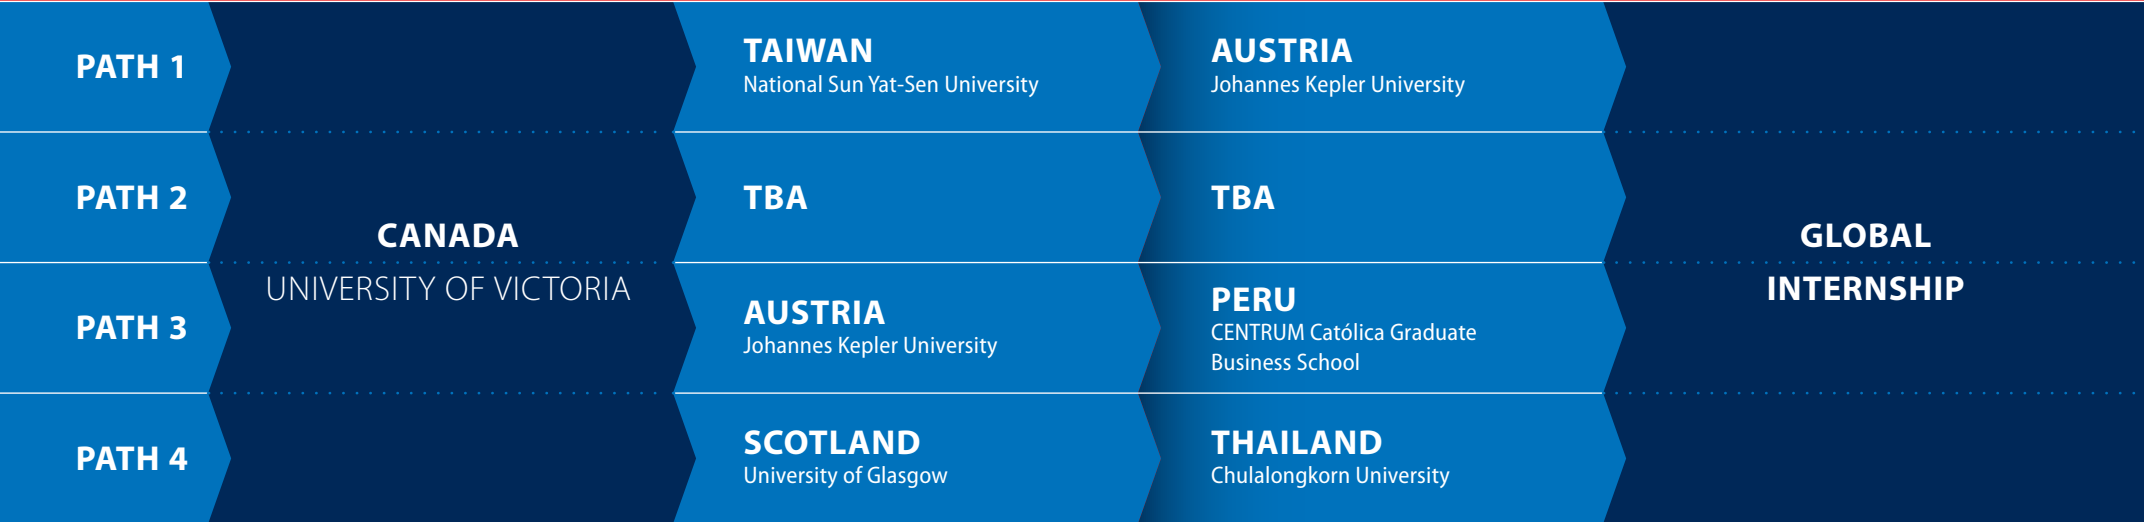 PATH 1
TAIWAN
National Sun Yat-Sen University
AUSTRIA
Johannes Kepler University
PATH 2
CANADA
UNIVERSITY OF VICTORIA
TBA
TBA
GLOBAL
INTERNSHIP
PATH 3
AUSTRIA
Johannes Kepler University
PERU
CENTRUM Católica Graduate
Business School
PATH 4
SCOTLAND
University of Glasgow
THAILAND
Chulalongkorn University